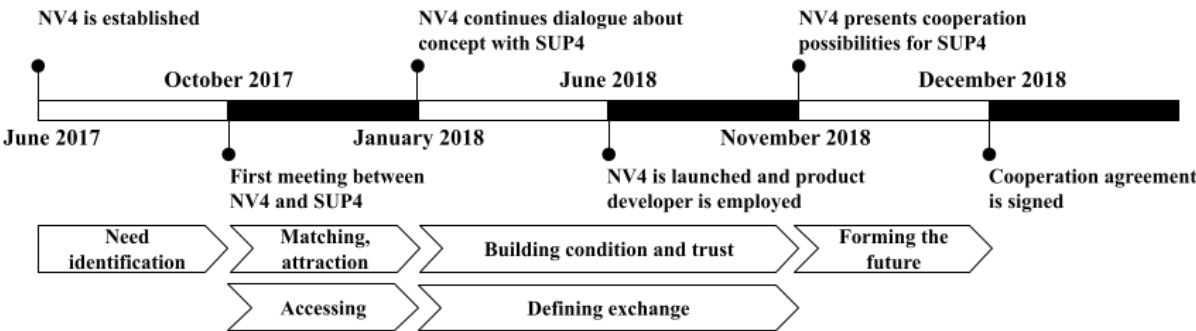 NV4 is established
NV4 continues dialogue about
concept with SUP4
NV4 presents cooperation
possibilities for SUP4
October 2017
June 2018
December 2018
June 2017
January 2018
November 2018
First meeting between
NV4 and SUP4
NV4 is launched and product
developer is employed
Cooperation agreement
is signed
Need
identification
Matching,
attraction
Building condition and trust
Forming the
future
Accessing
Defining exchange